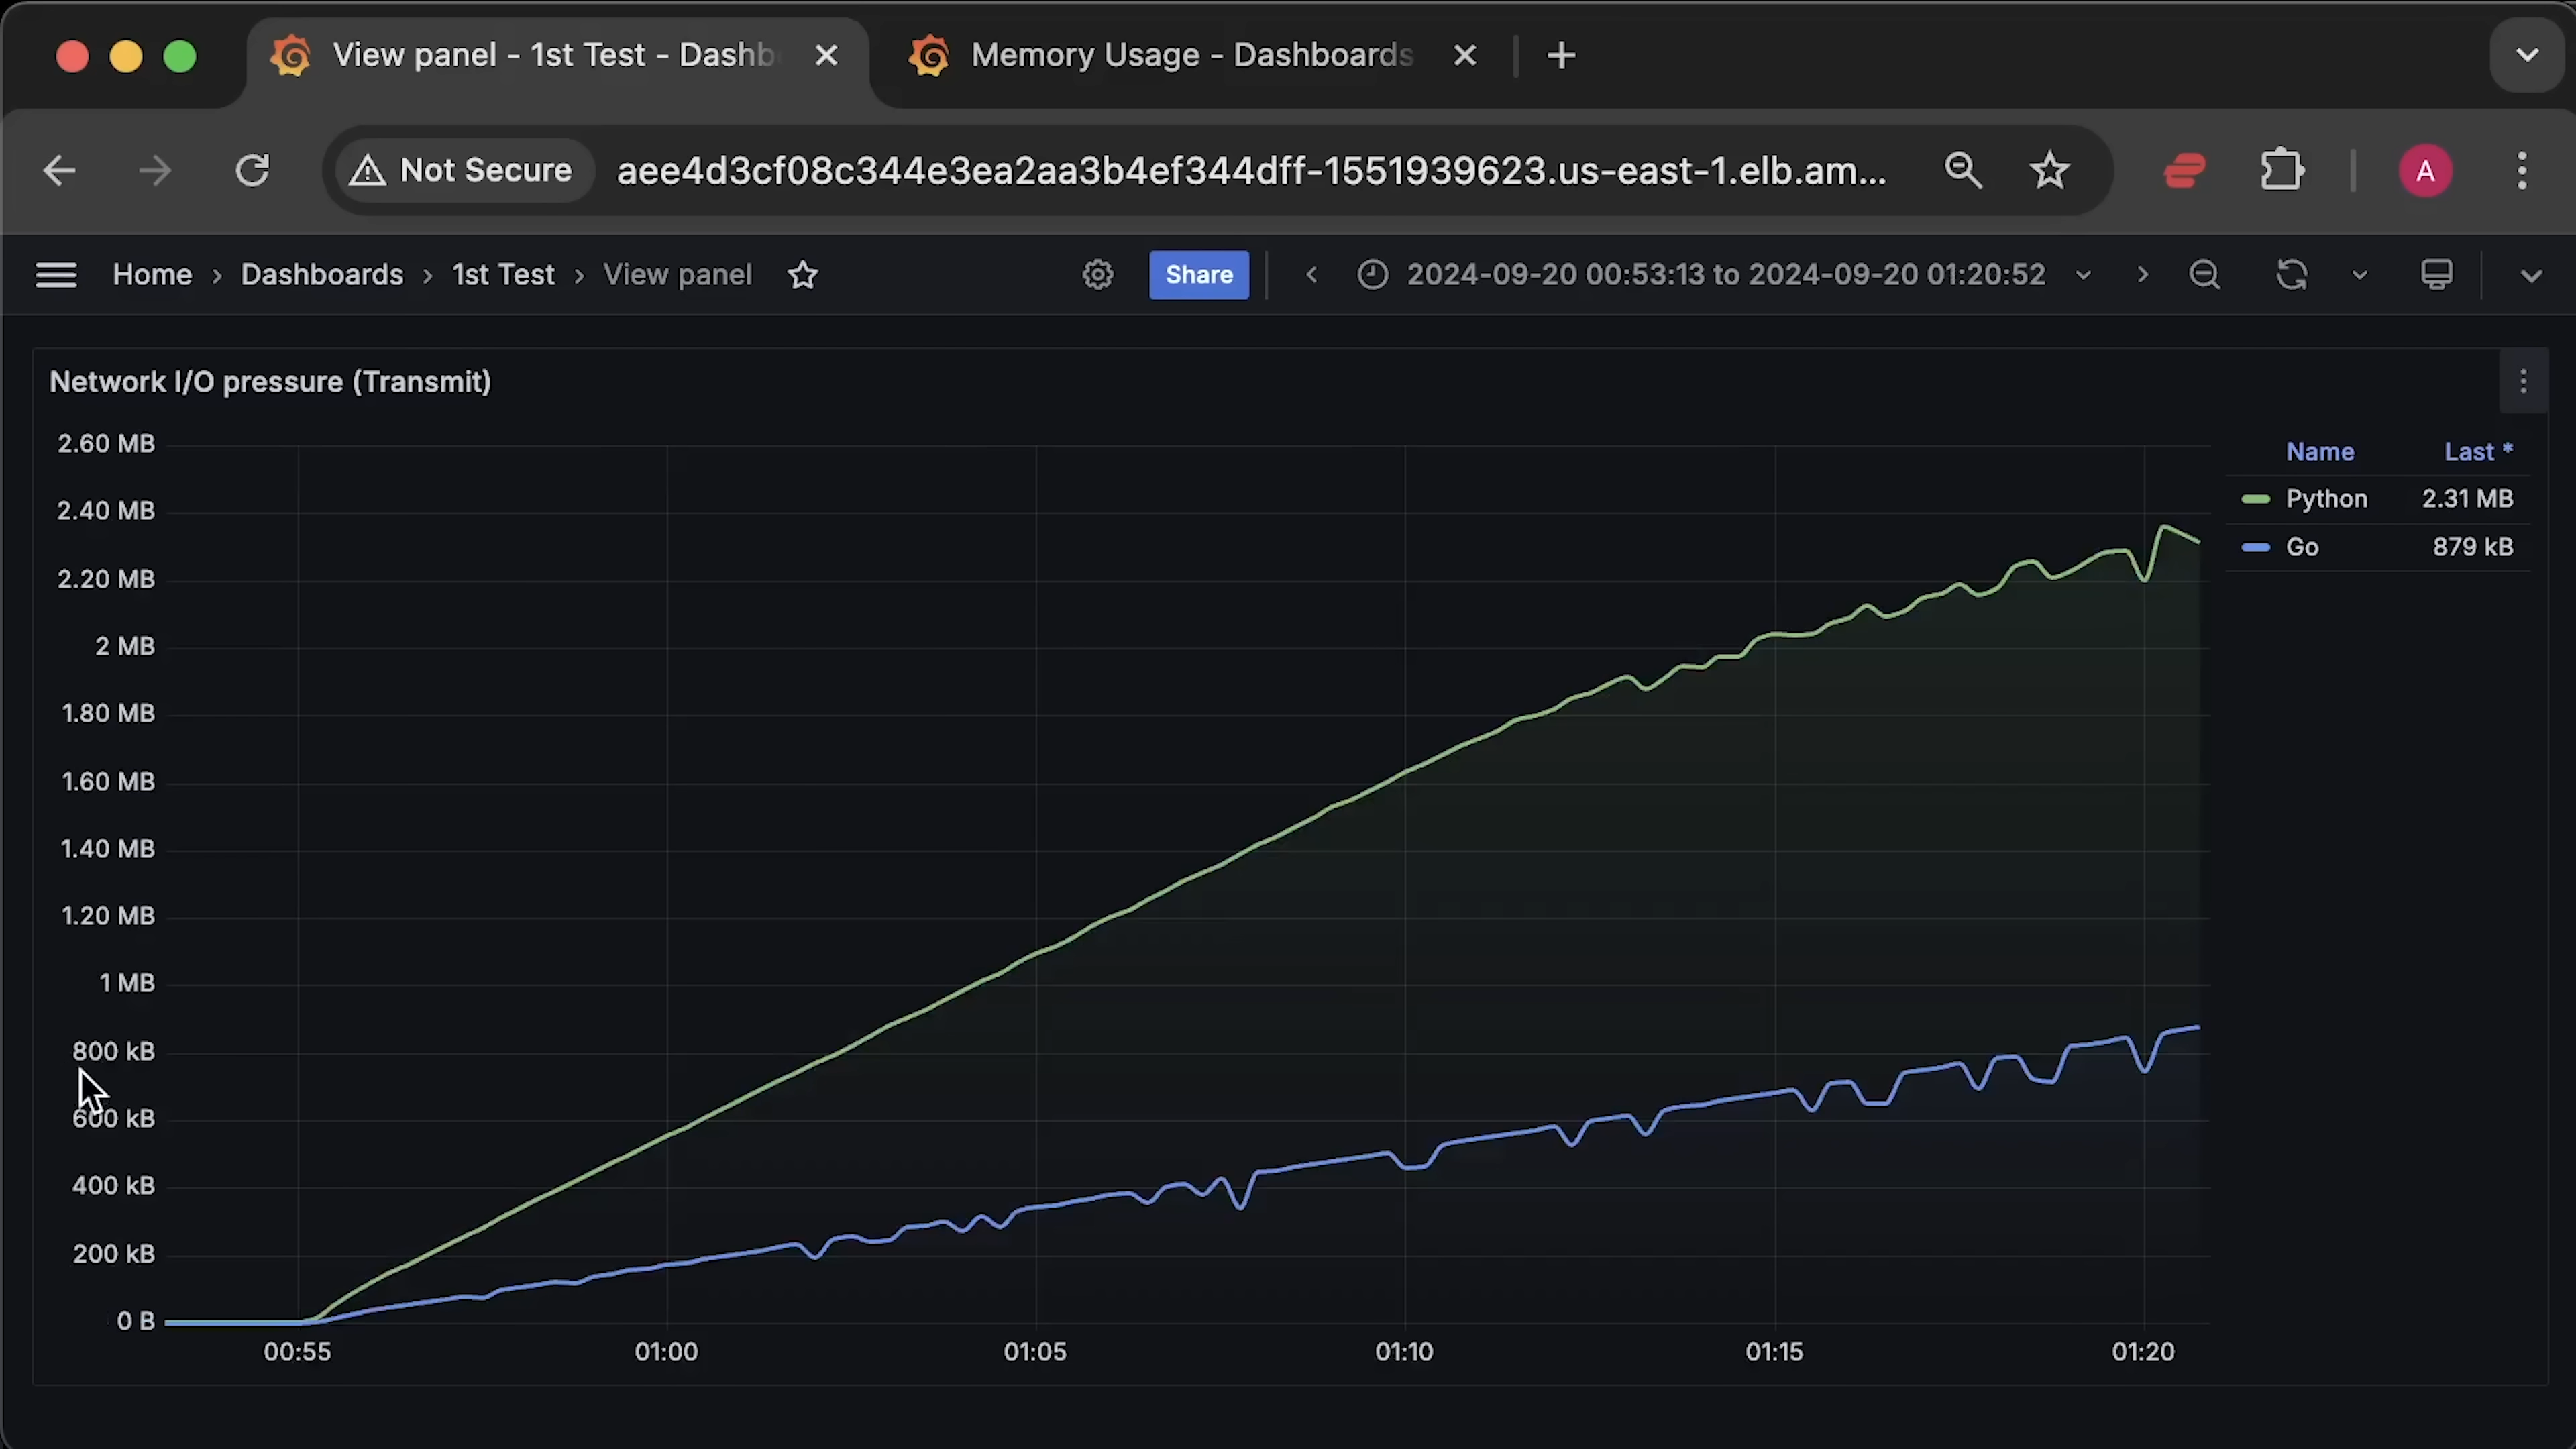 View panel - 1st Test - Dashb
Memory Usage - Dashboards
Not Secure
aee4d3cf08c344e3ea2aa3b4ef344dff-1551939623.us-east-1.elb.am...
A
Home › Dashboards › 1st Test › View panel
Share
2024-09-20 00:53:13 to 2024-09-20 01:20:52
Network I/O pressure (Transmit)
2.60 MB
2.40 MB
2.20 MB
2 MB
1.80 MB
1.60 MB
1.40 MB
1.20 MB
1 MB
800 kB
600 kB
400 kB
200 kB
0 B
00:55 01:00 01:05 01:10 01:15 01:20
Name Last *
Python 2.31 MB
Go 879 kB